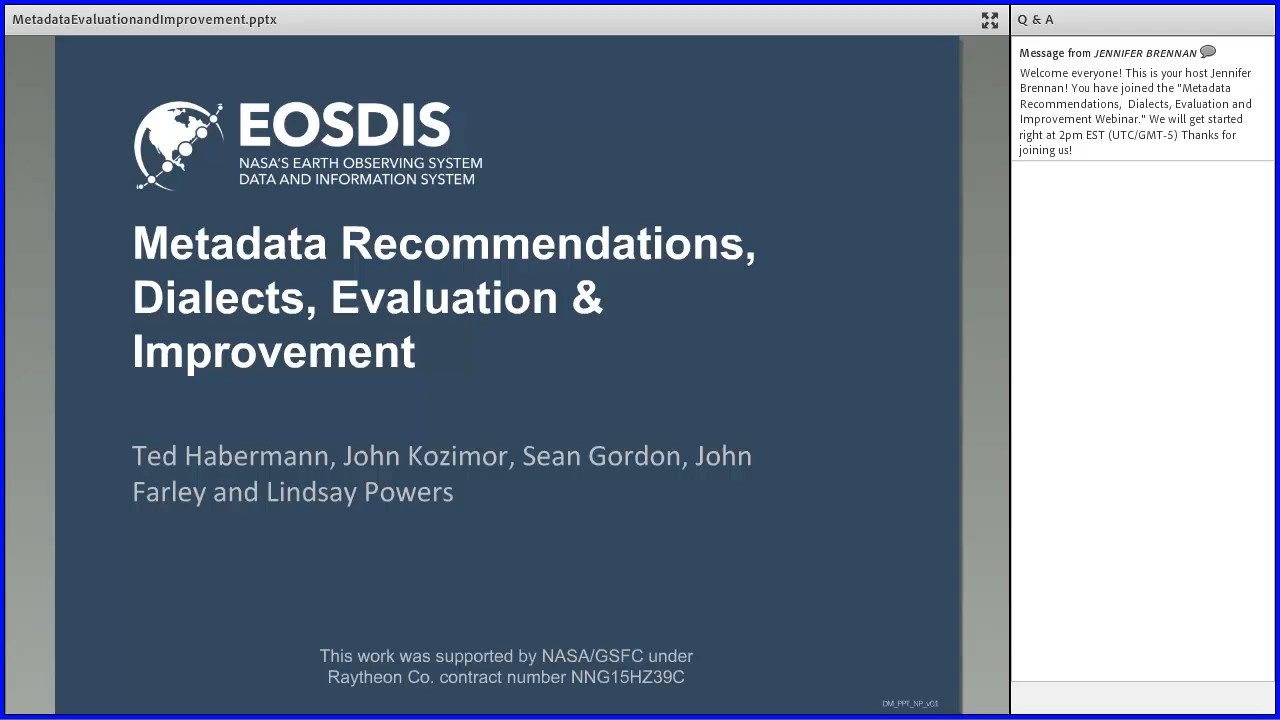 MetadataEvaluationandImprovement.pptx
EOSDIS
NASA'S EARTH OBSERVING SYSTEM
DATA AND INFORMATION SYSTEM
Metadata Recommendations,
Dialects, Evaluation &
Improvement
Ted Habermann, John Kozimor, Sean Gordon, John
Farley and Lindsay Powers
This work was supported by NASA/GSFC under
Raytheon Co. contract number NNG15HZ39C
DM_PPT_NP_v01
Q & A
Message from JENNIFER BRENNAN
Welcome everyone! This is your host Jennifer
Brennan! You have joined the "Metadata
Recommendations, Dialects, Evaluation and
Improvement Webinar." We will get started
right at 2pm EST (UTC/GMT-5) Thanks for
joining us!